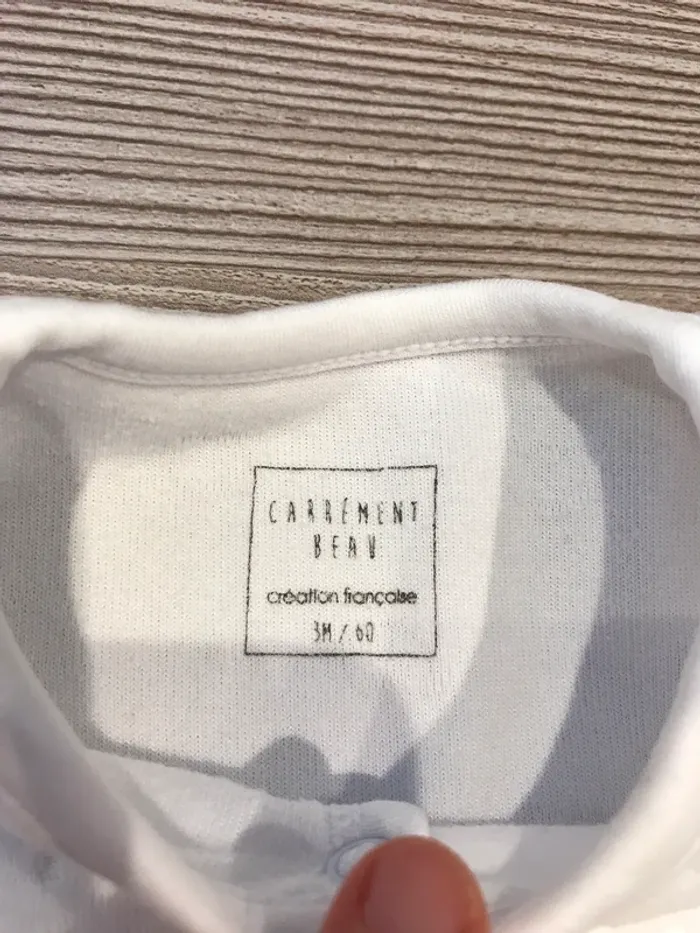 CARRÉMENT
BEAU
création française
3M / 60